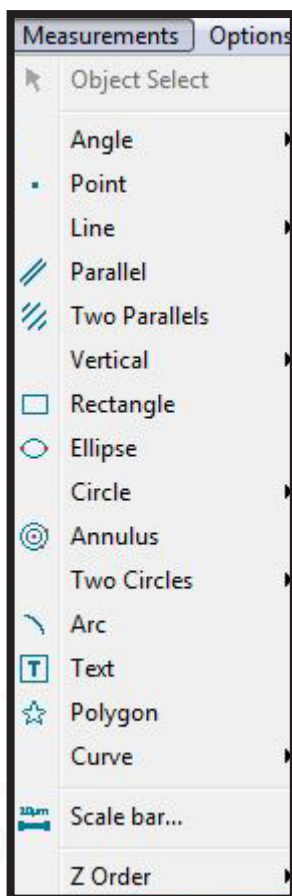 Measurements Options
Object Select
Angle
Point
Line
Parallel
Two Parallels
Vertical
Rectangle
Ellipse
Circle
Annulus
Two Circles
Arc
T Text
Polygon
Curve
10µm Scale bar...
Z Order